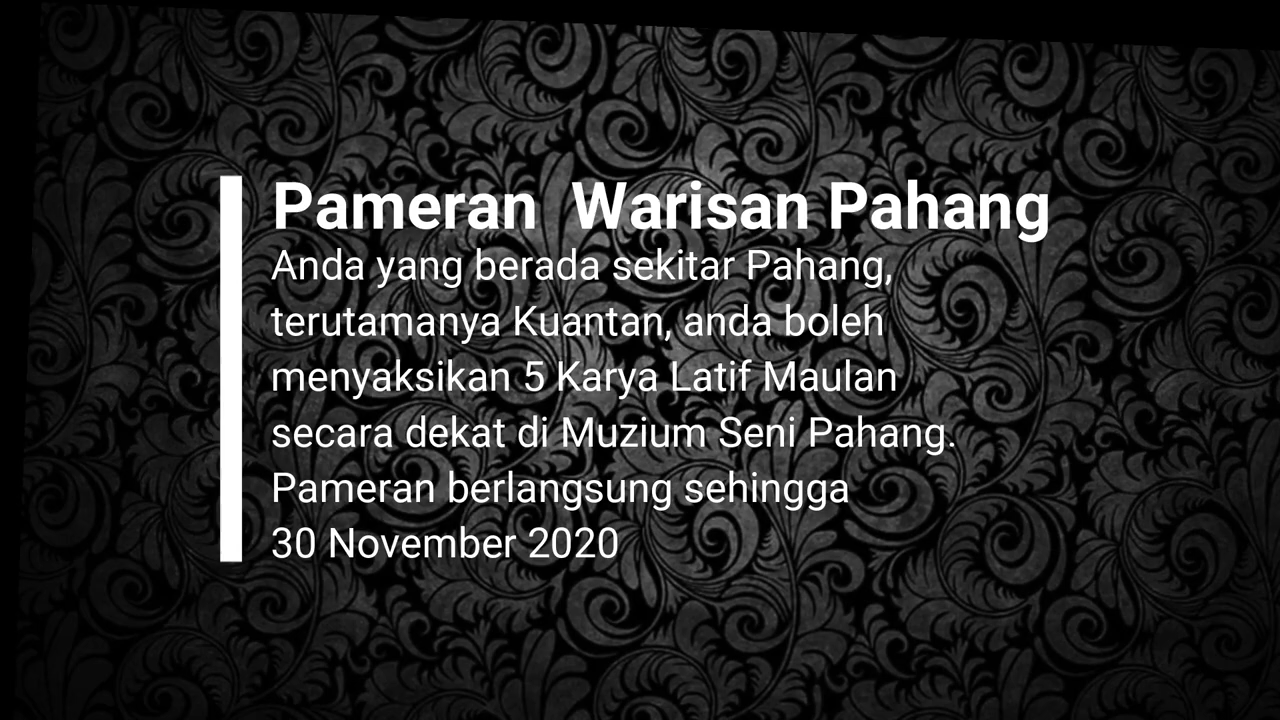 Pameran  Warisan Pahang
Anda yang berada sekitar Pahang,
terutamanya Kuantan, anda boleh
menyaksikan 5 Karya Latif Maulan
secara dekat di Muzium Seni Pahang.
Pameran berlangsung sehingga
30 November 2020